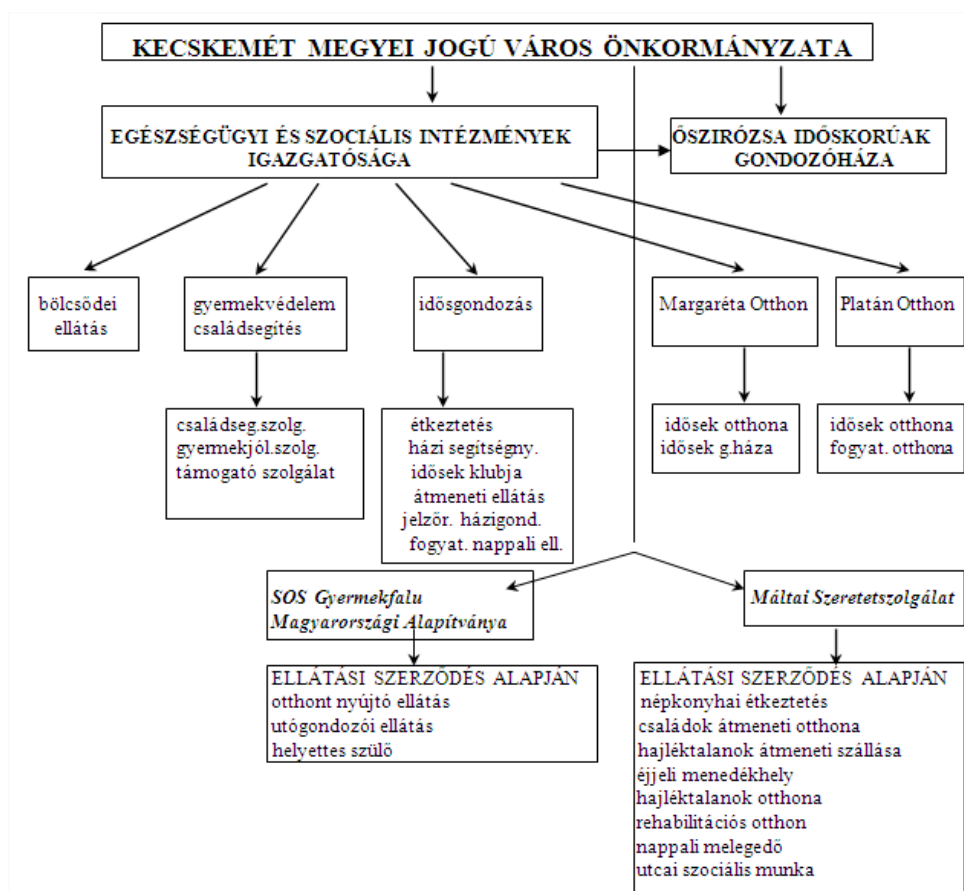 KECSKEMÉT MEGYEI JOGÚ VÁROS ÖNKORMÁNYZATA
EGÉSZSÉGÜGYI ÉS SZOCIÁLIS INTÉZMÉNYEK
IGAZGATÓSÁGA
ŐSZIRÓZSA IDŐSKORÚAK
GONDOZÓHÁZA
bölcsődei
ellátás
gyermekvédelem
családsegítés
idősgondozás
Margaréta Otthon
Platán Otthon
családseg.szolg.
gyermekjól.szolg.
támogató szolgálat
étkeztetés
házi segítségny.
idősek klubja
átmeneti ellátás
jelzőr. házigond.
fogyat. nappali ell.
idősek otthona
idősek g.háza
idősek otthona
fogyat. otthona
SOS Gyermekfalu
Magyarországi Alapítványa
Máltai Szeretetszolgálat
ELLÁTÁSI SZERZŐDÉS ALAPJÁN
otthont nyújtó ellátás
utógondozói ellátás
helyettes szülő
ELLÁTÁSI SZERZŐDÉS ALAPJÁN
népkonyhai étkeztetés
családok átmeneti otthona
hajléktalanok átmeneti szállása
éjjeli menedékhely
hajléktalanok otthona
rehabilitációs otthon
nappali melegedő
utcai szociális munka